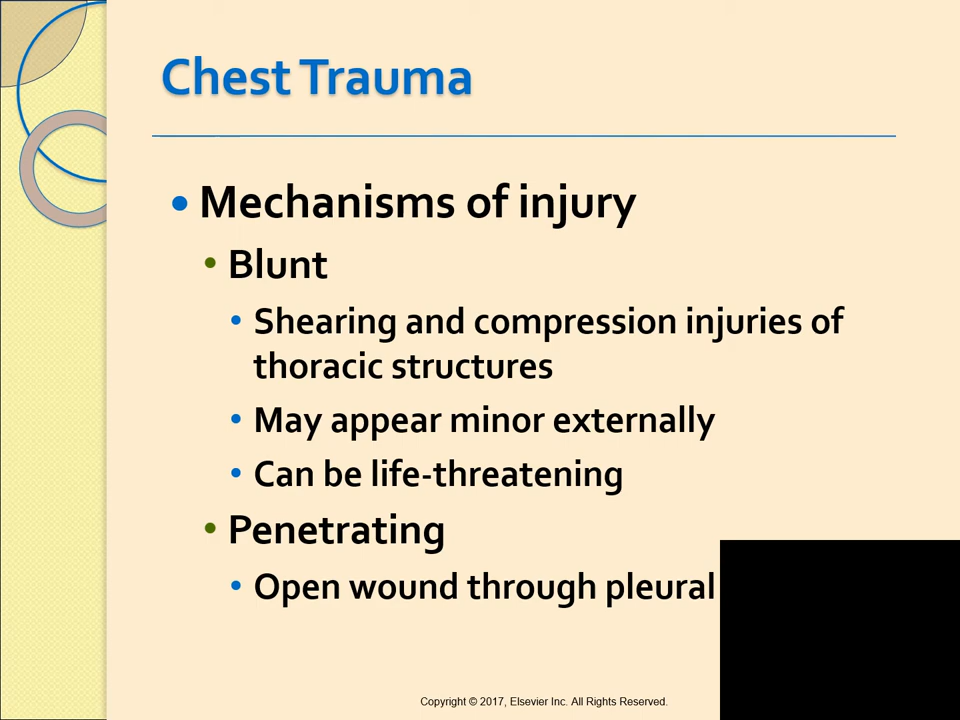 Chest Trauma
• Mechanisms of injury
• Blunt
• Shearing and compression injuries of
thoracic structures
• May appear minor externally
• Can be life-threatening
• Penetrating
• Open wound through pleural
Copyright © 2017, Elsevier Inc. All Rights Reserved.